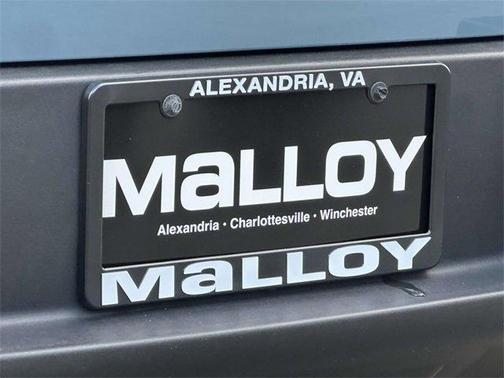 ALEXANDRIA, VA
MaLLOY
Alexandria • Charlottesville • Winchester
MaLLOY